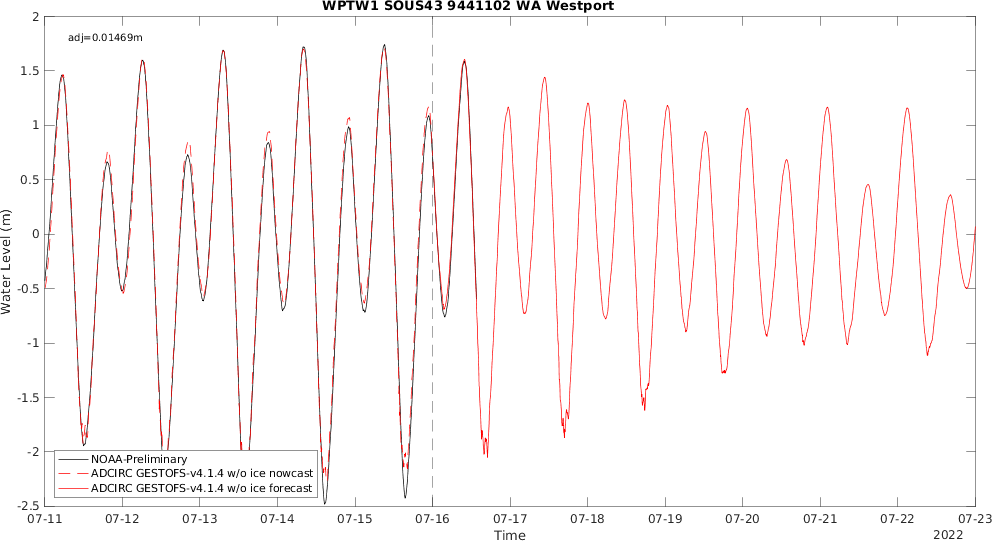 WPTW1 SOUS43 9441102 WA Westport
adj=0.01469m
2
1.5
1
0.5
0
-0.5
-1
-1.5
-2
-2.5
Water Level (m)
NOAA-Preliminary
ADCIRC GESTOFS-v4.1.4 w/o ice nowcast
ADCIRC GESTOFS-v4.1.4 w/o ice forecast
07-11 07-12 07-13 07-14 07-15 07-16 07-17 07-18 07-19 07-20 07-21 07-22 07-23
Time
2022